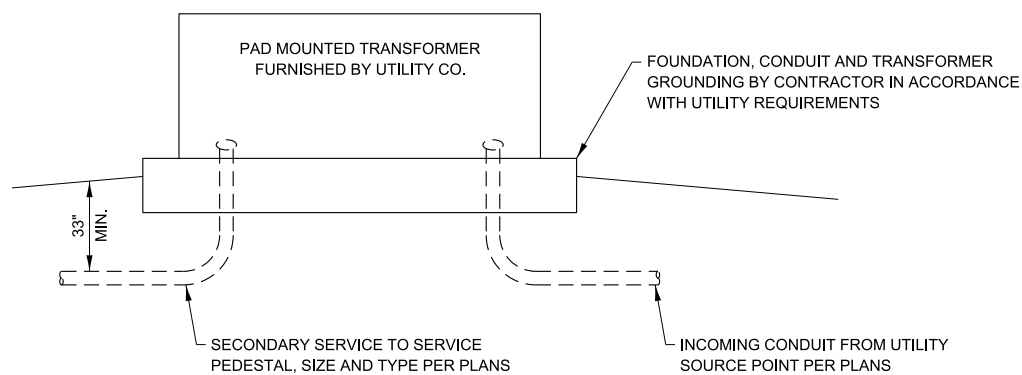 PAD MOUNTED TRANSFORMER
FURNISHED BY UTILITY CO.
FOUNDATION, CONDUIT AND TRANSFORMER
GROUNDING BY CONTRACTOR IN ACCORDANCE
WITH UTILITY REQUIREMENTS
33"
MIN.
SECONDARY SERVICE TO SERVICE
PEDESTAL, SIZE AND TYPE PER PLANS
INCOMING CONDUIT FROM UTILITY
SOURCE POINT PER PLANS